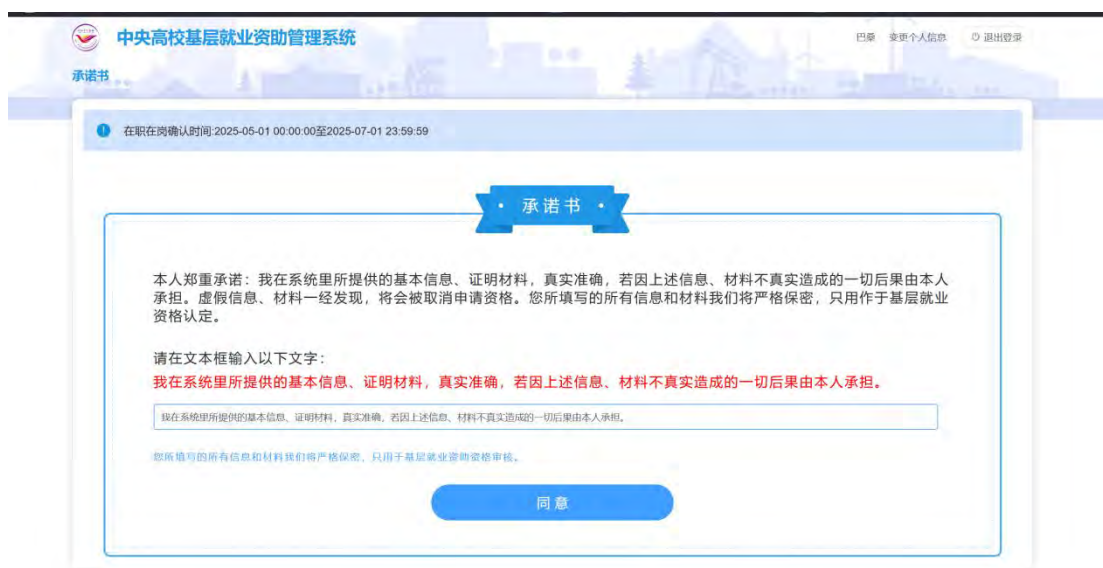 中央高校基层就业资助管理系统
巴桑 变更个人信息 退出登录
承诺书
在职在岗确认时间:2025-05-01 00:00:00至2025-07-01 23:59:59
· 承诺书 ·
本人郑重承诺：我在系统里所提供的基本信息、证明材料，真实准确，若因上述信息、材料不真实造成的一切后果由本人
承担。虚假信息、材料一经发现，将会被取消申请资格。您所填写的所有信息和材料我们将严格保密，只用作于基层就业
资格认定。
请在文本框输入以下文字：
我在系统里所提供的基本信息、证明材料，真实准确，若因上述信息、材料不真实造成的一切后果由本人承担。
我在系统里所提供的基本信息、证明材料，真实准确，若因上述信息、材料不真实造成的一切后果由本人承担。
您所填写的所有信息和材料我们将严格保密，只用于基层就业资助资格审核。
同意